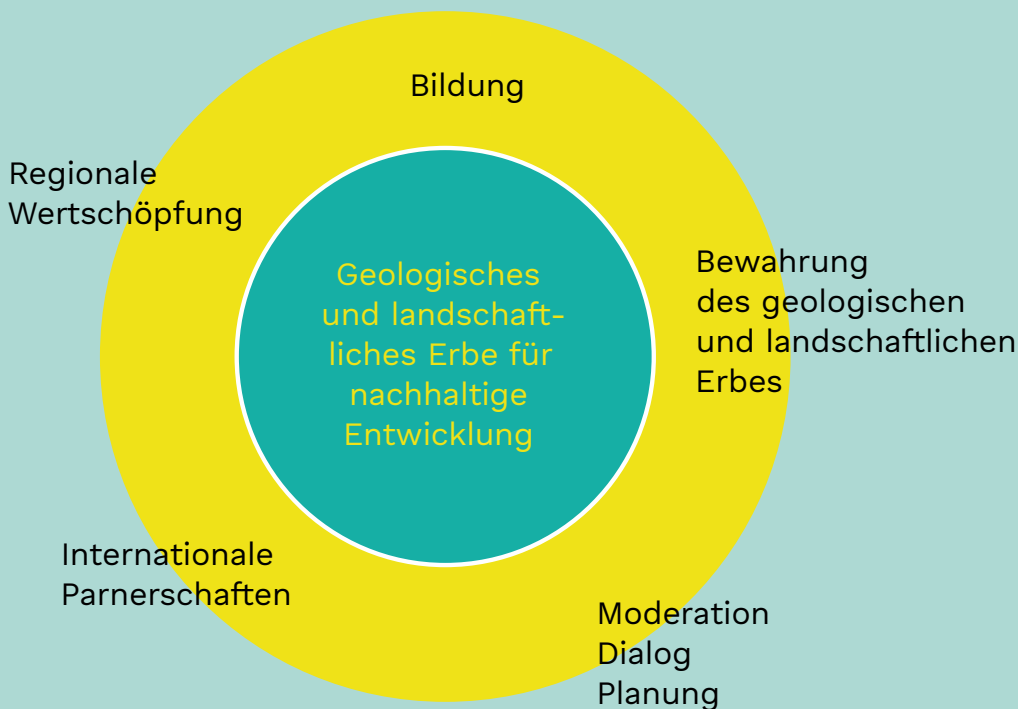 Bildung
Regionale
Wertschöpfung
Geologisches
und landschaft-
liches Erbe für
nachhaltige
Entwicklung
Bewahrung
des geologischen
und landschaftlichen
Erbes
Internationale
Parnerschaften
Moderation
Dialog
Planung